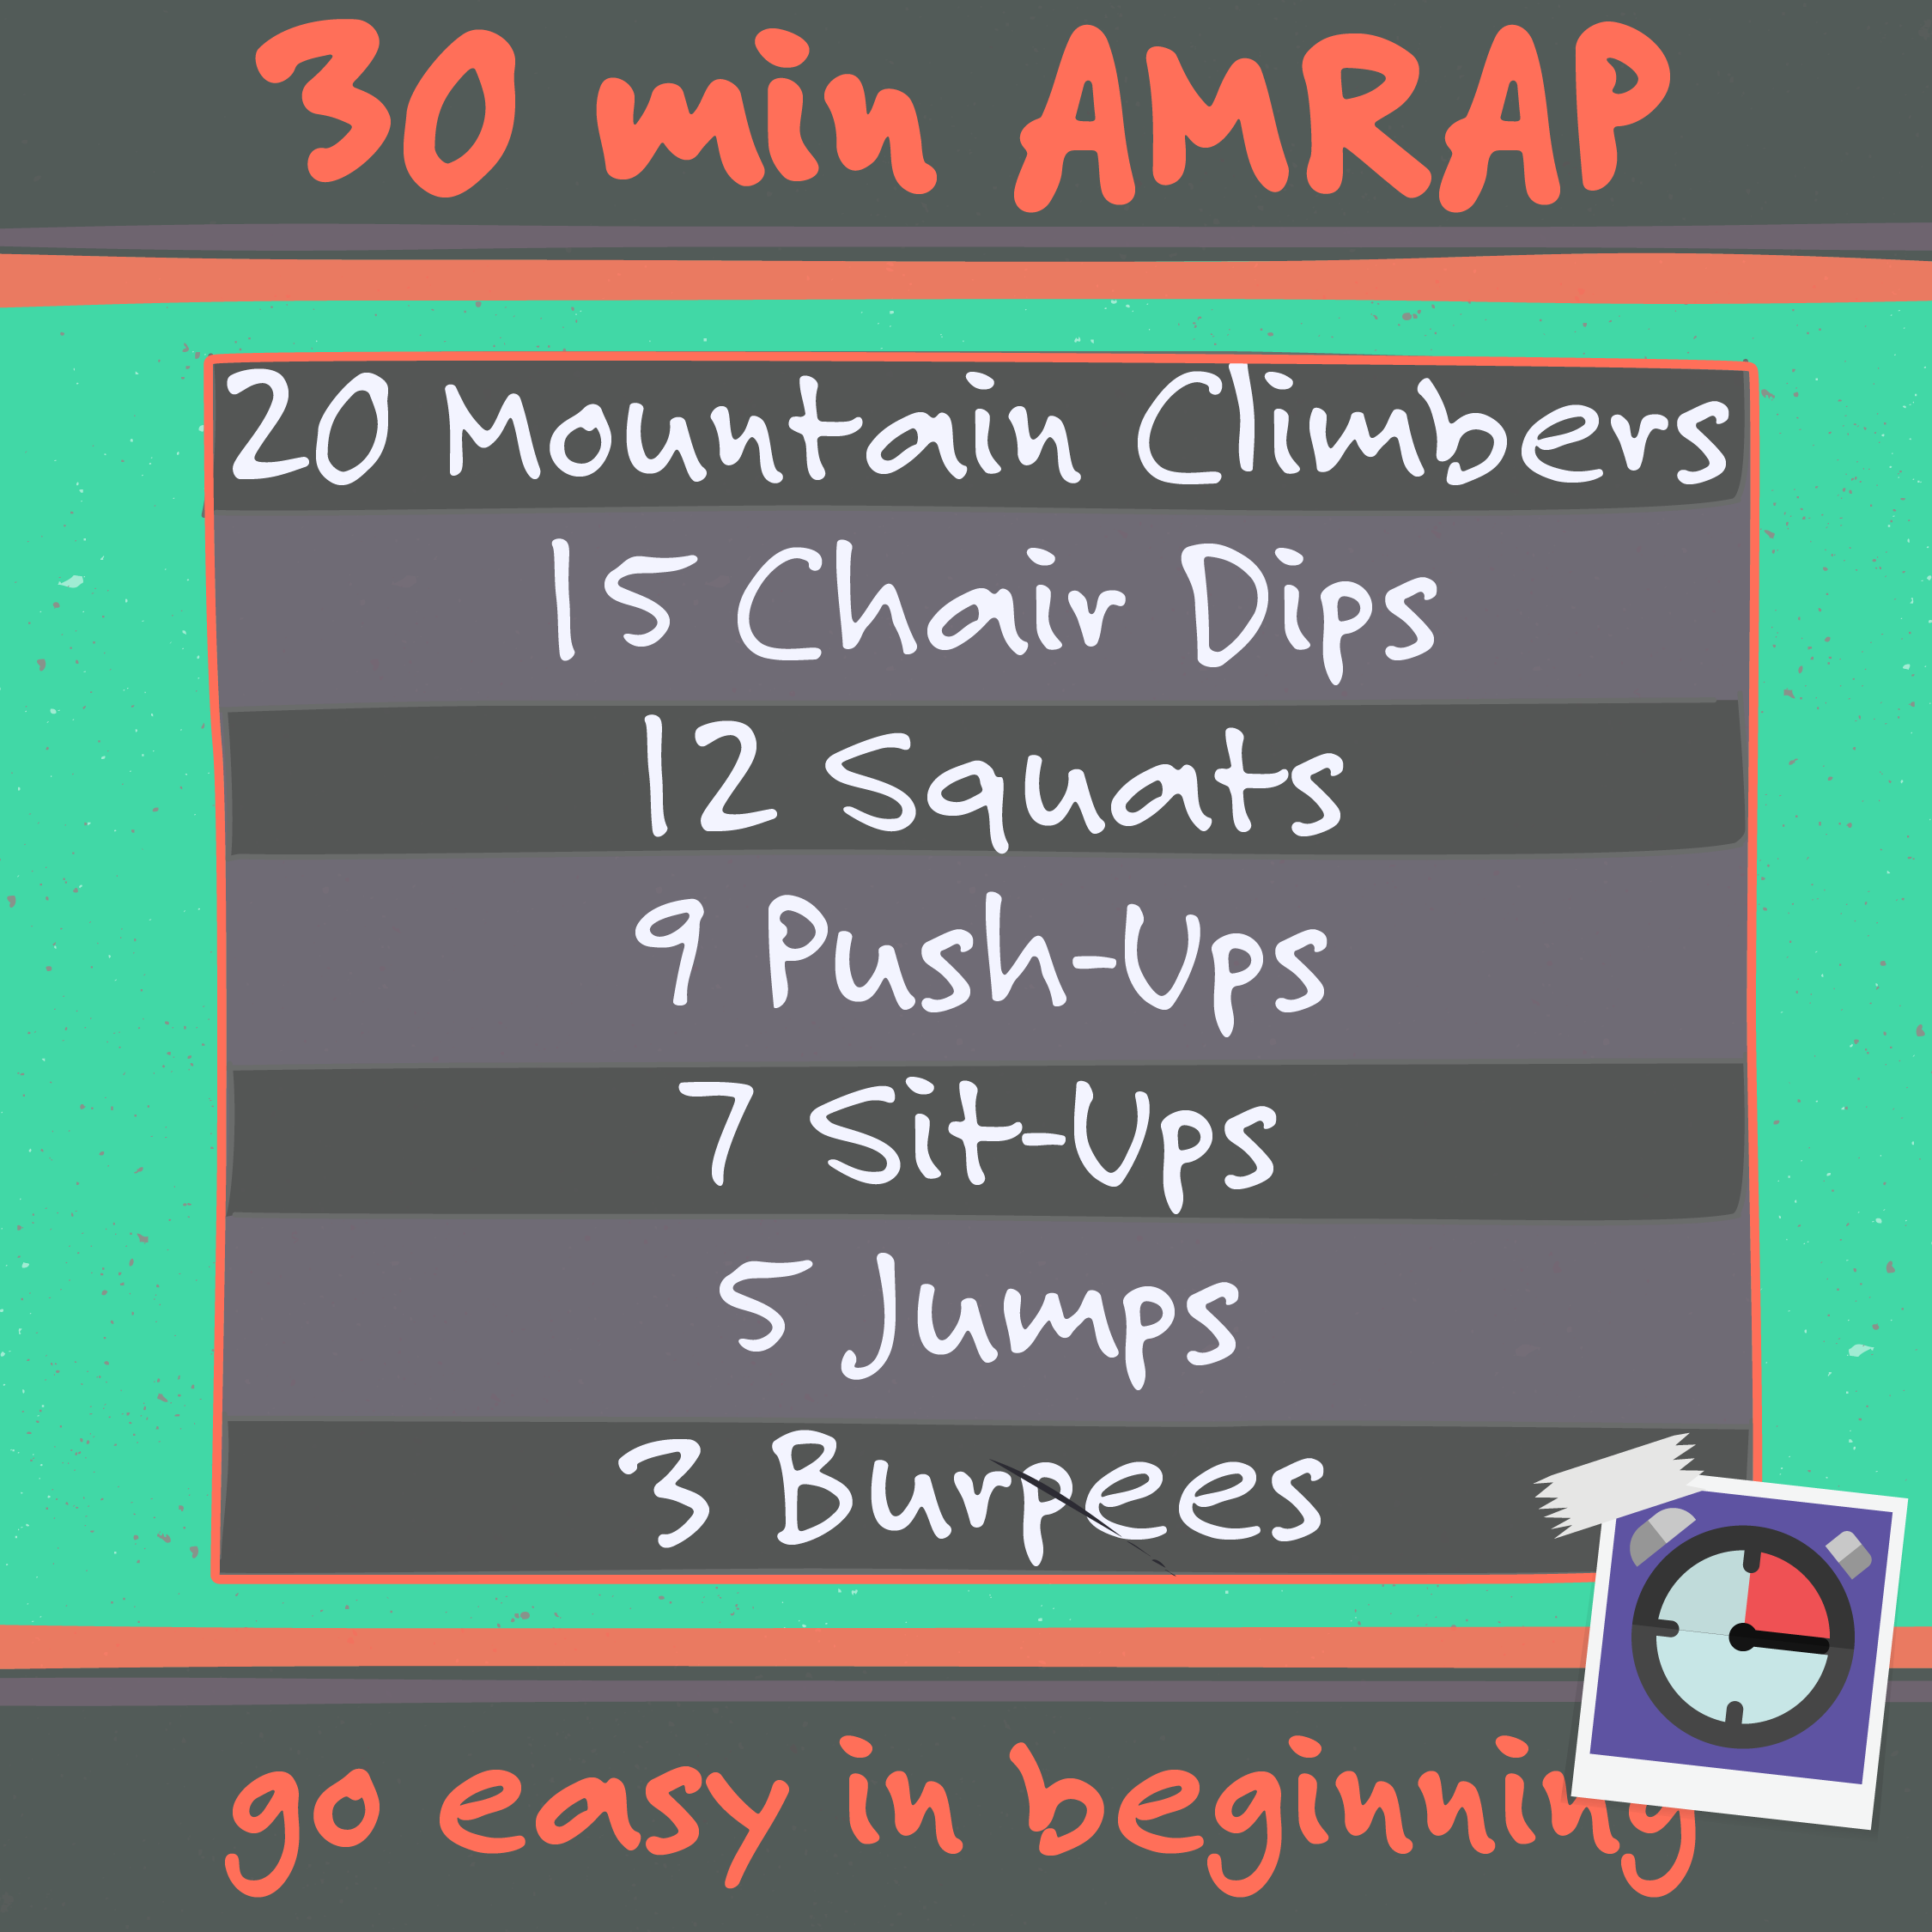 30 min AMRAP
20 Mountain Climbers
15 Chair Dips
12 Squats
9 Push-Ups
7 Sit-Ups
5 Jumps
3 Burpees
go easy in beginning